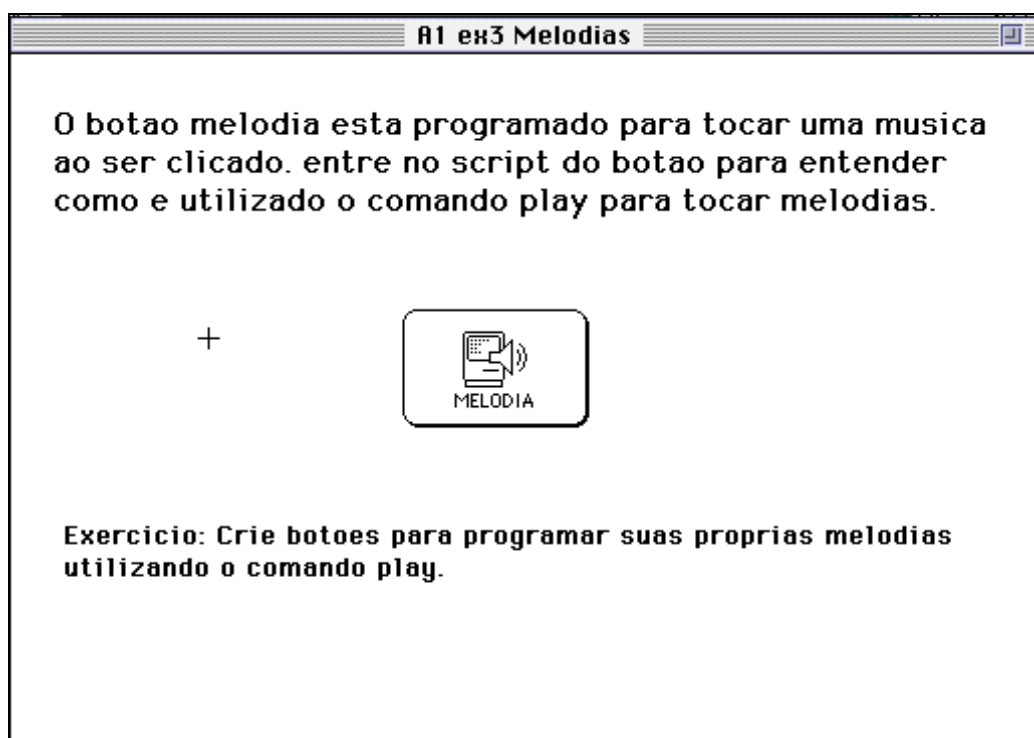 A1 ex3 Melodias
O botao melodia esta programado para tocar uma musica
ao ser clicado. entre no script do botao para entender
como e utilizado o comando play para tocar melodias.
MELODIA
Exercicio: Crie botoes para programar suas proprias melodias
utilizando o comando play.